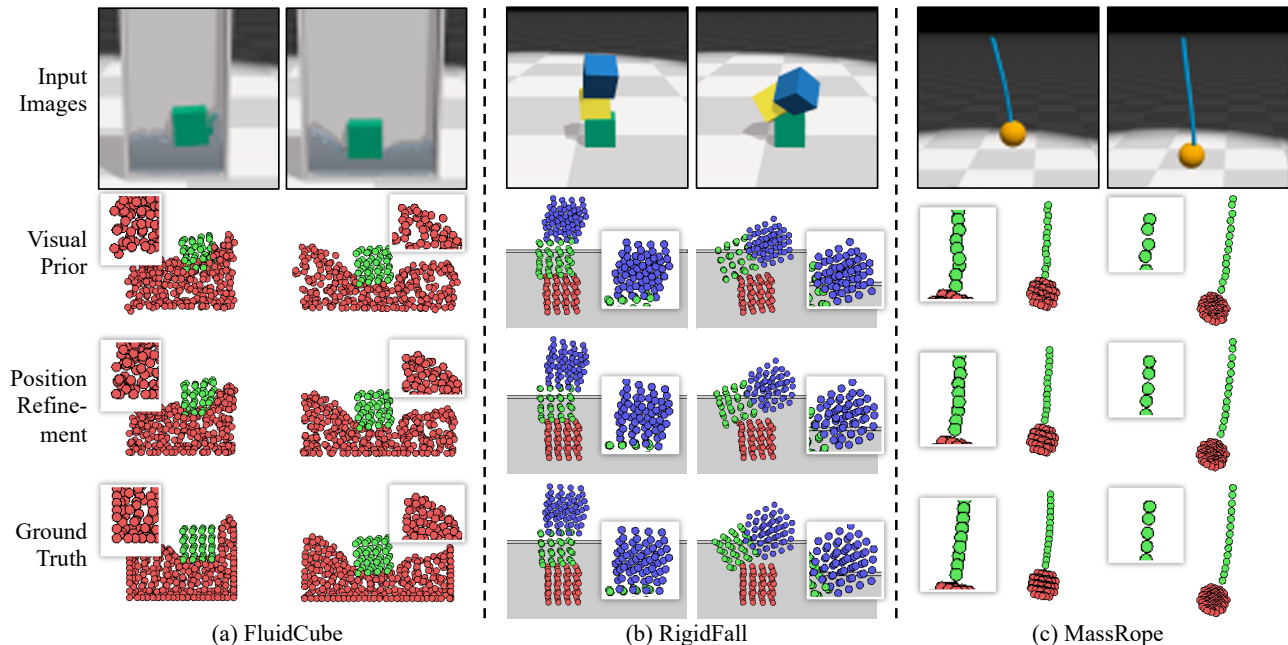 Input
Images
Visual
Prior
Position
Refine-
ment
Ground
Truth
(a) FluidCube
(b) RigidFall
(c) MassRope